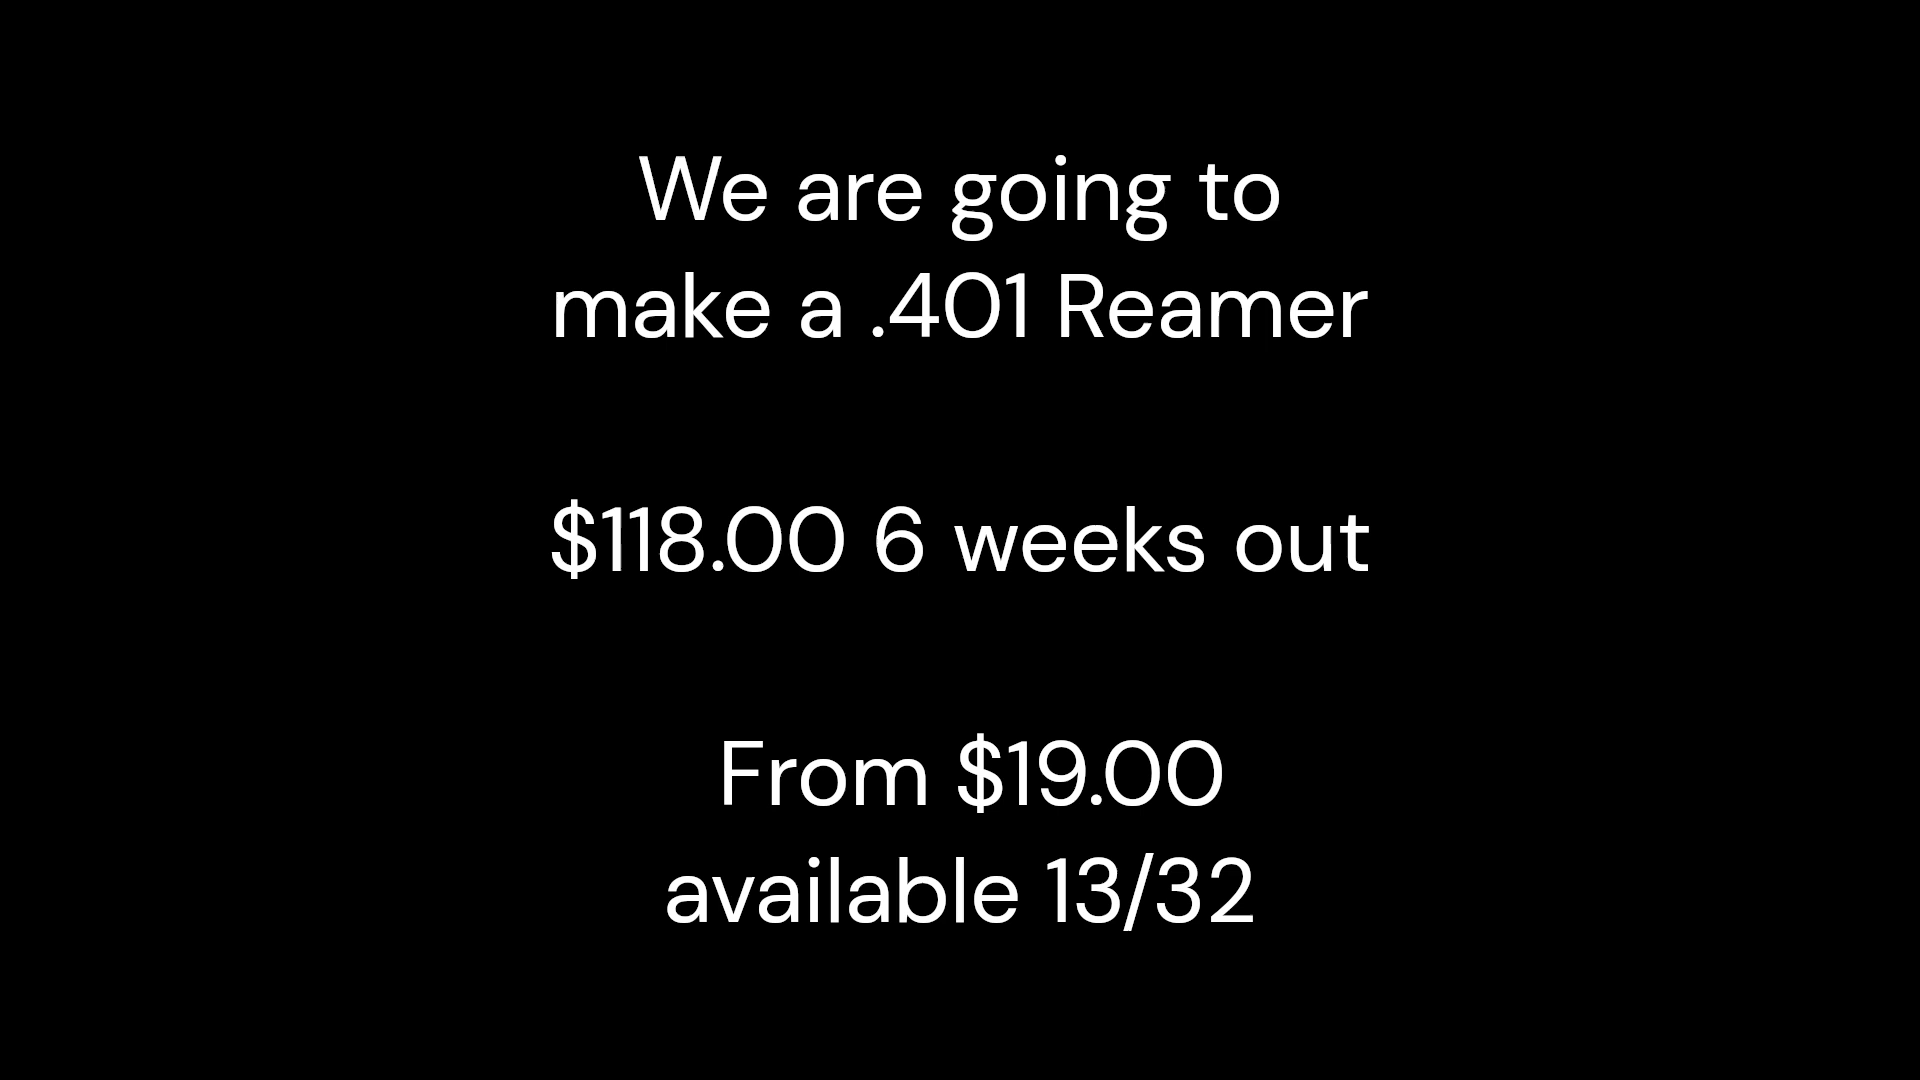 We are going to
make a .401 Reamer
$118.00 6 weeks out
From $19.00
available 13/32